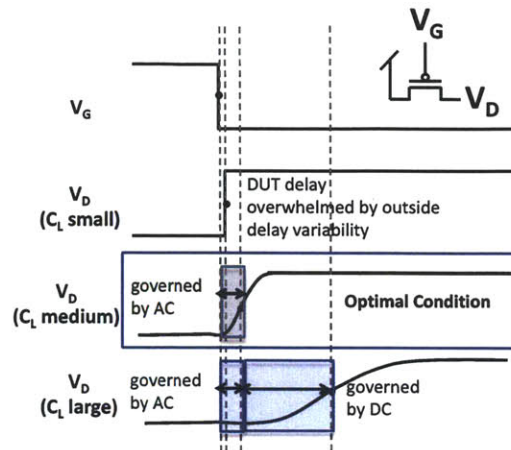 V_G
V_D
V_G
V_D
(C_L small)
DUT delay
overwhelmed by outside
delay variability
V_D
(C_L medium)
governed
by AC
Optimal Condition
V_D
(C_L large)
governed
by AC
governed
by DC